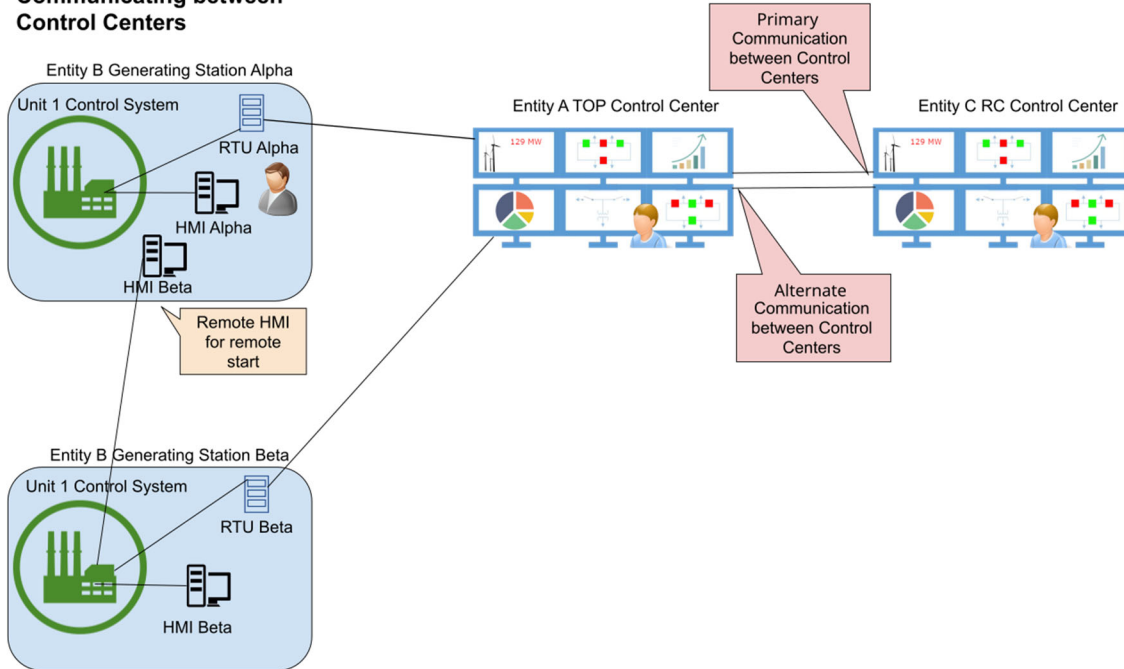 Communicating between
Control Centers
Primary
Communication
between Control
Centers
Entity B Generating Station Alpha
Unit 1 Control System
RTU Alpha
HMI Alpha
HMI Beta
Remote HMI
for remote
start
Entity A TOP Control Center
129 MW
Entity C RC Control Center
129 MW
Alternate
Communication
between Control
Centers
Entity B Generating Station Beta
Unit 1 Control System
RTU Beta
HMI Beta